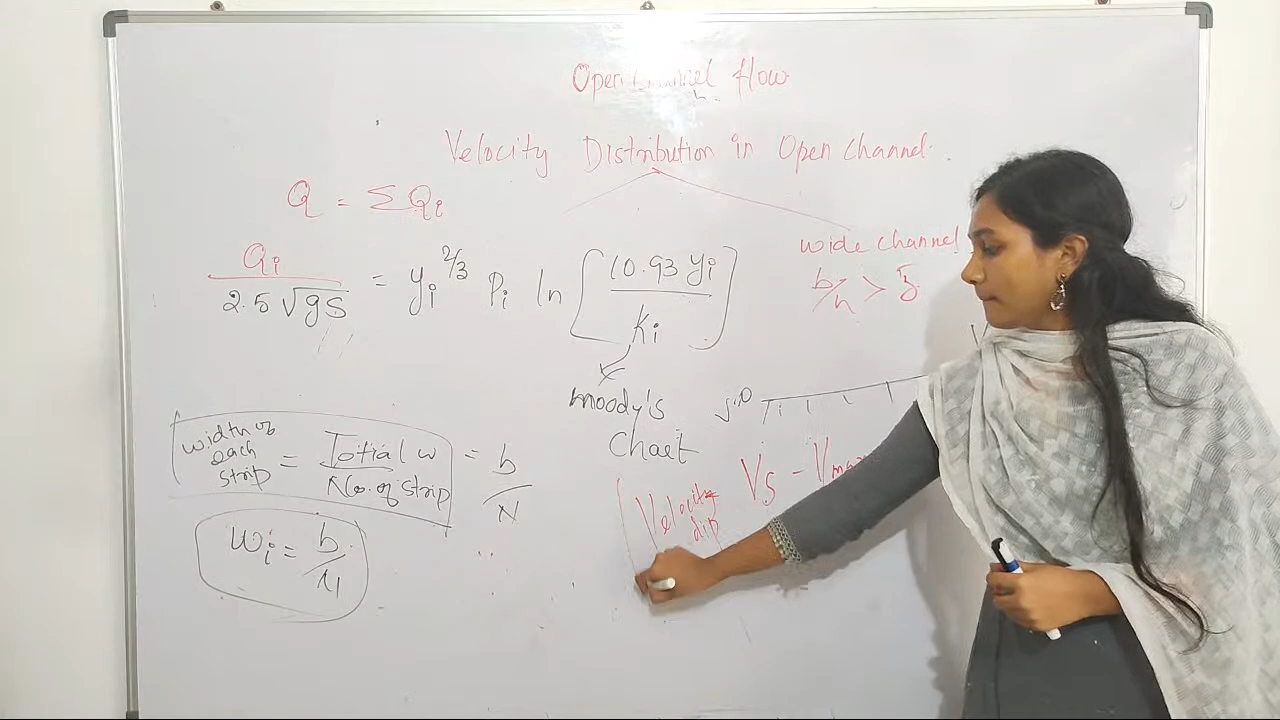 Open Channel flow
Velocity Distribution in Open channel.
Q = Σ Qi
wide channel
b/h > 5
Qi / 2.5 √gS = yi^2/3 Pi ln [ 10.93 yi / ki ]
moody's
Chart
width of each strip = Total w / No. of strip = b / N
Wi = b / N
Vs - Vma
Velocity
dip